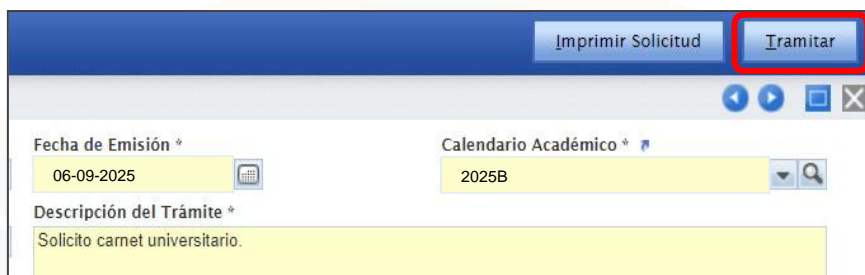 Imprimir Solicitud
Tramitar
Fecha de Emisión *
Calendario Académico *
06-09-2025
2025B
Descripción del Trámite *
Solicito carnet universitario.